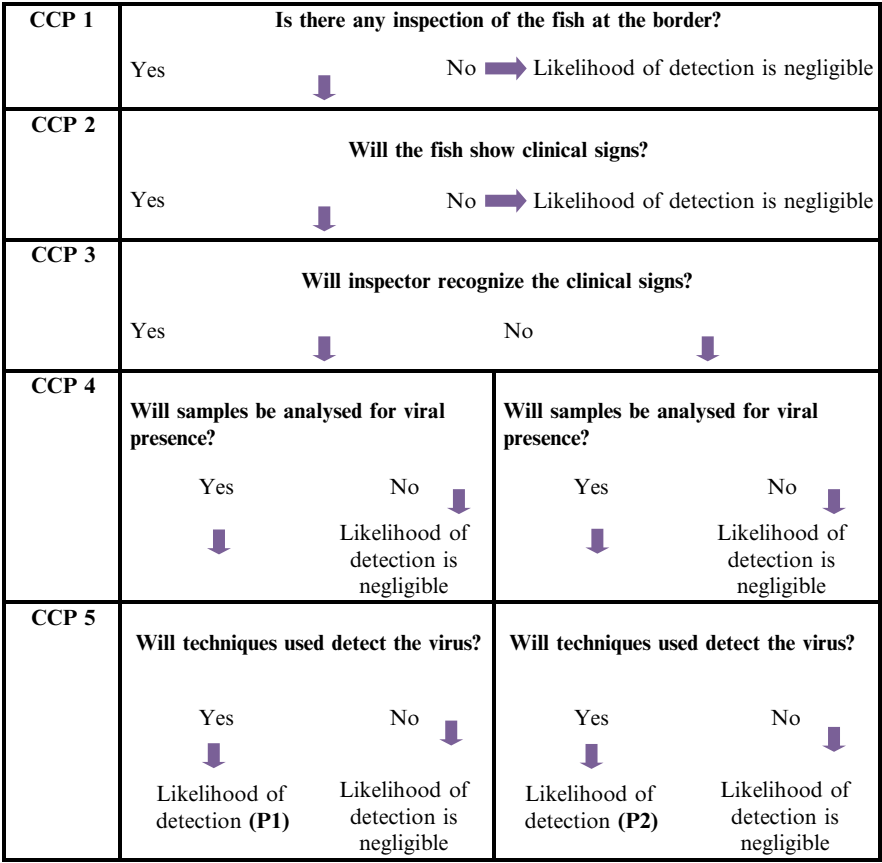 CCP 1
Is there any inspection of the fish at the border?
Yes
No Likelihood of detection is negligible
CCP 2
Will the fish show clinical signs?
Yes
No Likelihood of detection is negligible
CCP 3
Will inspector recognize the clinical signs?
Yes
No
CCP 4
Will samples be analysed for viral
presence?
Yes
No
Likelihood of
detection is
negligible
Will samples be analysed for viral
presence?
Yes
No
Likelihood of
detection is
negligible
CCP 5
Will techniques used detect the virus?
Yes
No
Likelihood of
detection (P1)
Likelihood of
detection is
negligible
Will techniques used detect the virus?
Yes
No
Likelihood of
detection (P2)
Likelihood of
detection is
negligible